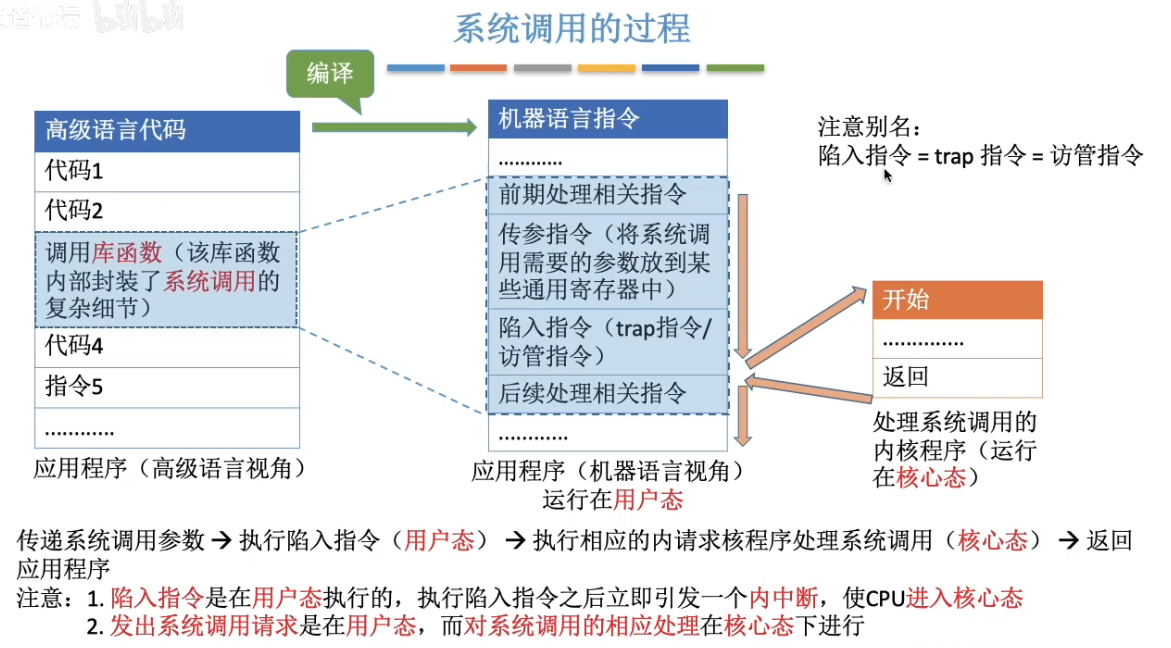 bilibili
系统调用的过程
编译
高级语言代码
代码1
代码2
调用库函数（该库函数
内部封装了系统调用的
复杂细节）
代码4
指令5
…………
应用程序（高级语言视角）
机器语言指令
…………
前期处理相关指令
传参指令（将系统调
用需要的参数放到某
些通用寄存器中）
陷入指令（trap指令/
访管指令）
后续处理相关指令
…………
应用程序（机器语言视角）
运行在用户态
注意别名：
陷入指令 = trap 指令 = 访管指令
开始
…………..
返回
处理系统调用的
内核程序（运行
在核心态）
传递系统调用参数 → 执行陷入指令（用户态） → 执行相应的内请求核程序处理系统调用（核心态） → 返回
应用程序
注意：1. 陷入指令是在用户态执行的，执行陷入指令之后立即引发一个内中断，使CPU进入核心态
2. 发出系统调用请求是在用户态，而对系统调用的相应处理在核心态下进行